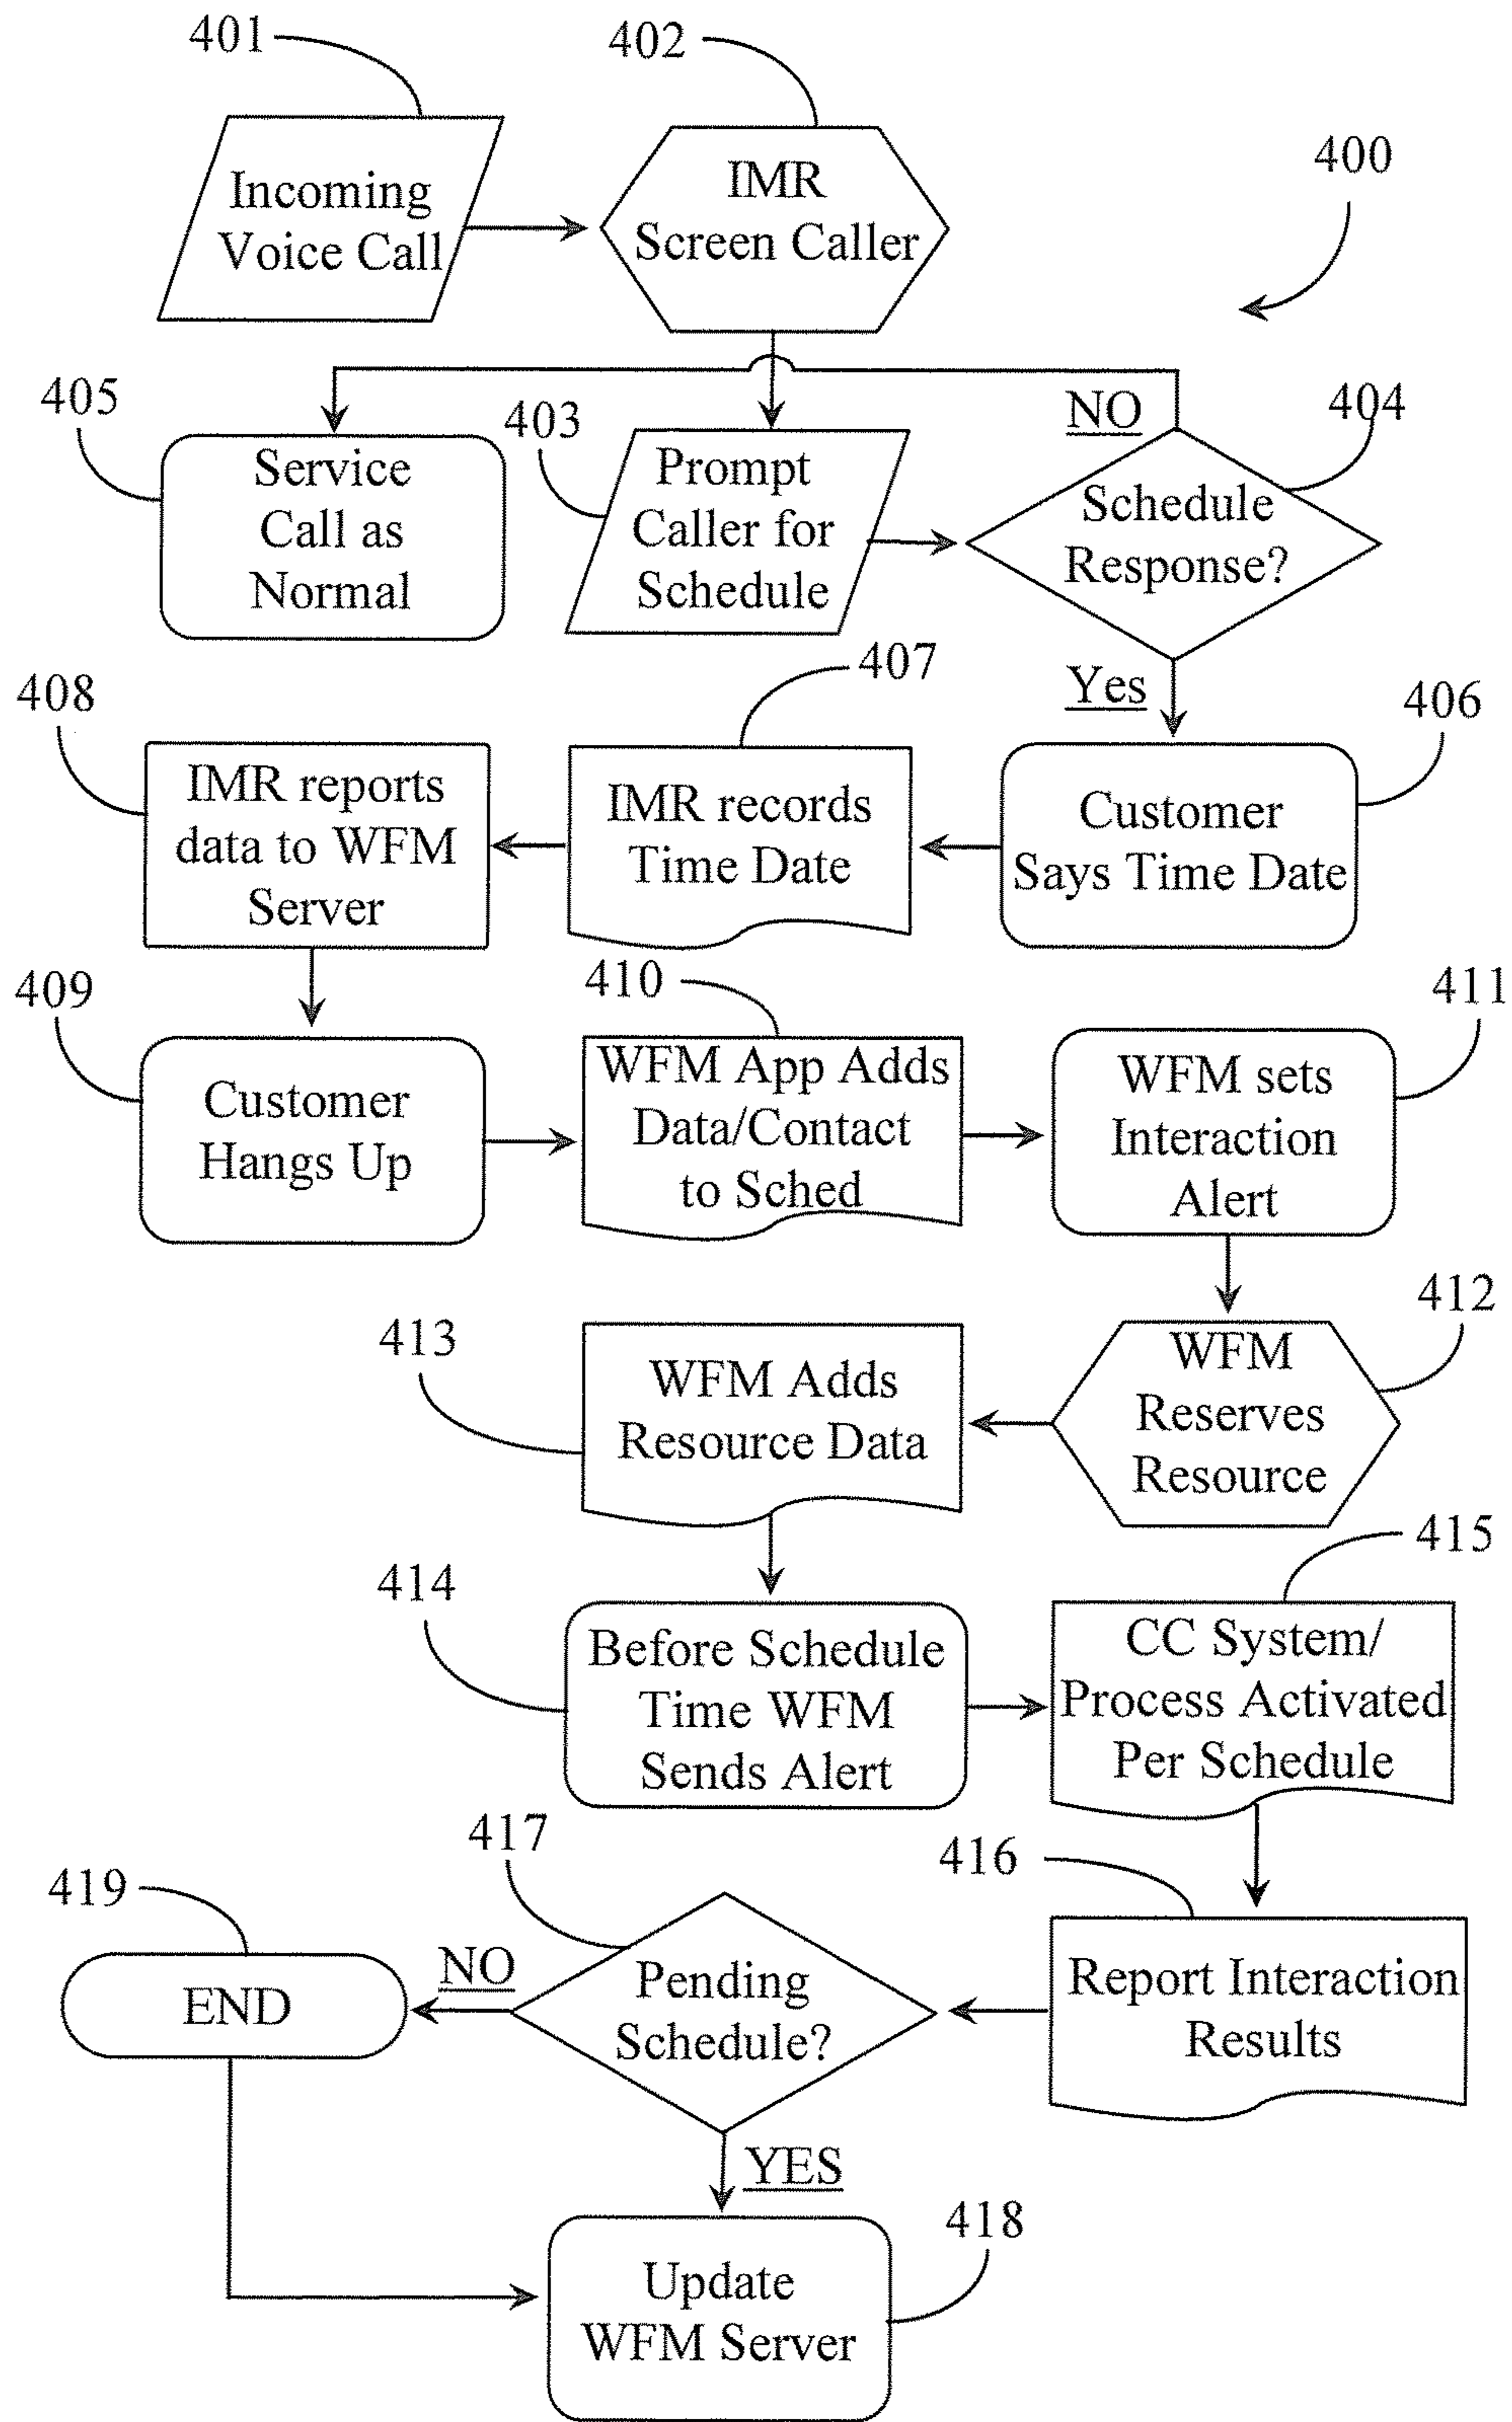 401
402
400
Incoming
Voice Call
IMR
Screen Caller
405
403
NO
404
Service
Call as
Normal
Prompt
Caller for
Schedule
Schedule
Response?
407
Yes
406
408
IMR reports
data to WFM
Server
IMR records
Time Date
Customer
Says Time Date
409
410
411
Customer
Hangs Up
WFM App Adds
Data/Contact
to Sched
WFM sets
Interaction
Alert
412
413
WFM Adds
Resource Data
WFM
Reserves
Resource
415
414
Before Schedule
Time WFM
Sends Alert
CC System/
Process Activated
Per Schedule
417
416
419
END
NO
Pending
Schedule?
Report Interaction
Results
YES
418
Update
WFM Server